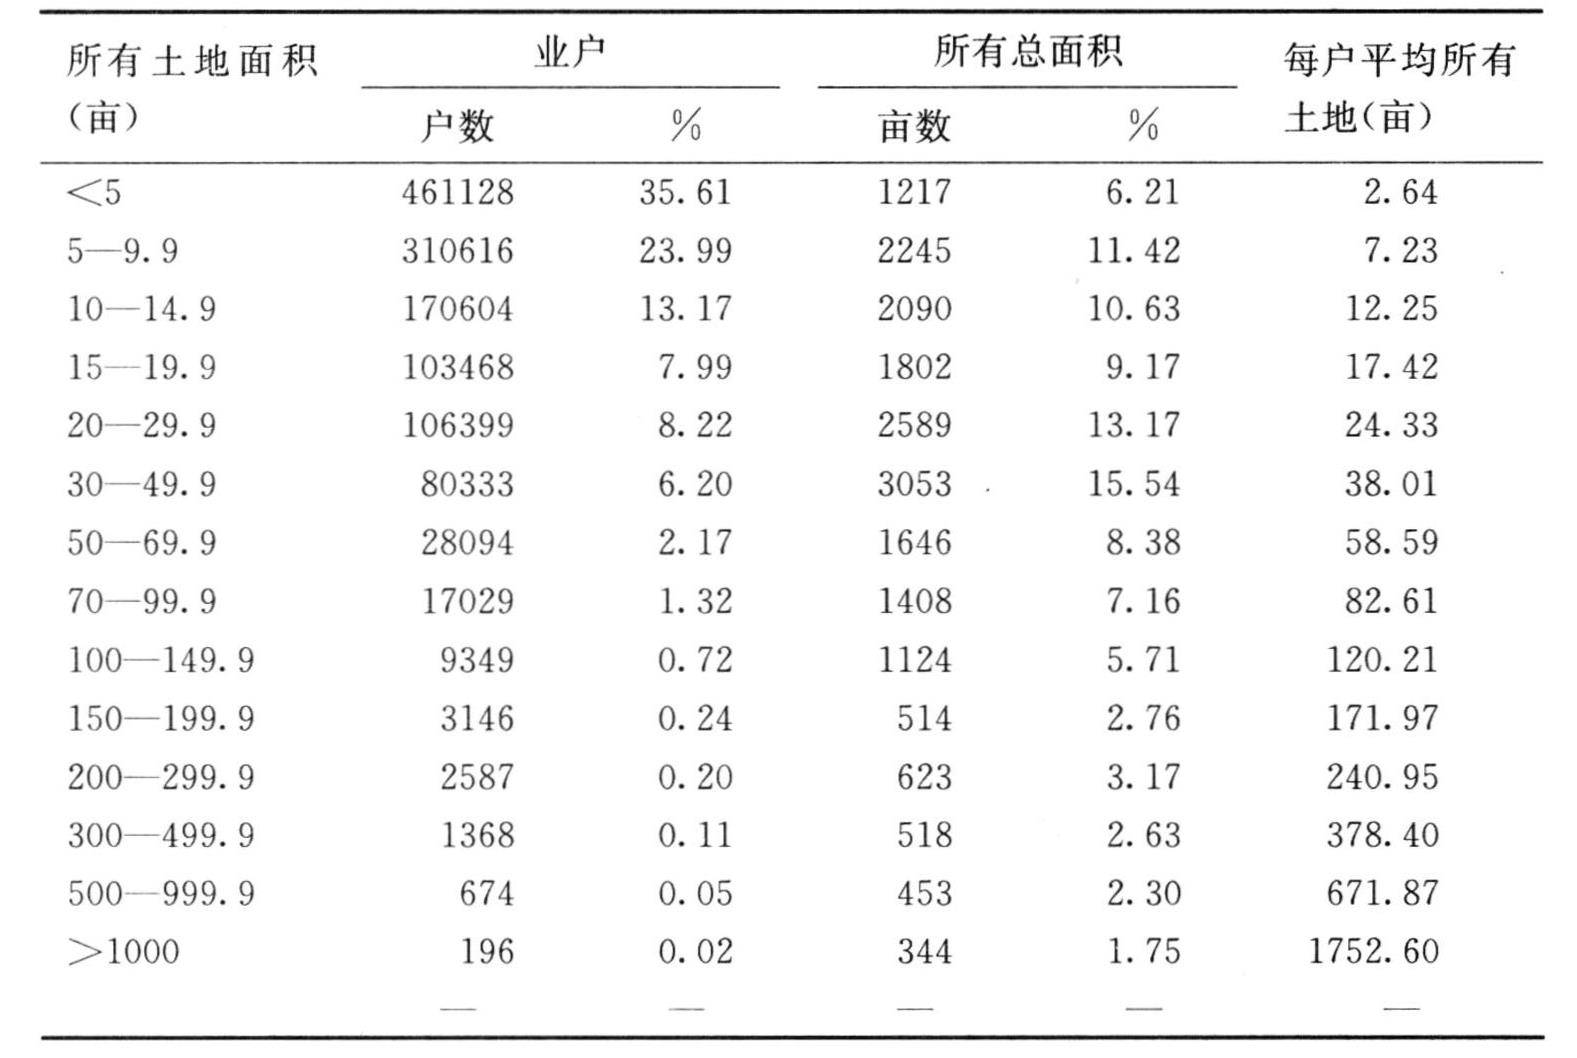 所有土地面积 业户 所有总面积 每户平均所有
(亩) 户数 % 亩数 % 土地(亩)
<5 461128 35.61 1217 6.21 2.64
5—9.9 310616 23.99 2245 11.42 7.23
10—14.9 170604 13.17 2090 10.63 12.25
15—19.9 103468 7.99 1802 9.17 17.42
20—29.9 106399 8.22 2589 13.17 24.33
30—49.9 80333 6.20 3053 15.54 38.01
50—69.9 28094 2.17 1646 8.38 58.59
70—99.9 17029 1.32 1408 7.16 82.61
100—149.9 9349 0.72 1124 5.71 120.21
150—199.9 3146 0.24 514 2.76 171.97
200—299.9 2587 0.20 623 3.17 240.95
300—499.9 1368 0.11 518 2.63 378.40
500—999.9 674 0.05 453 2.30 671.87
>1000 196 0.02 344 1.75 1752.60
— — — — —